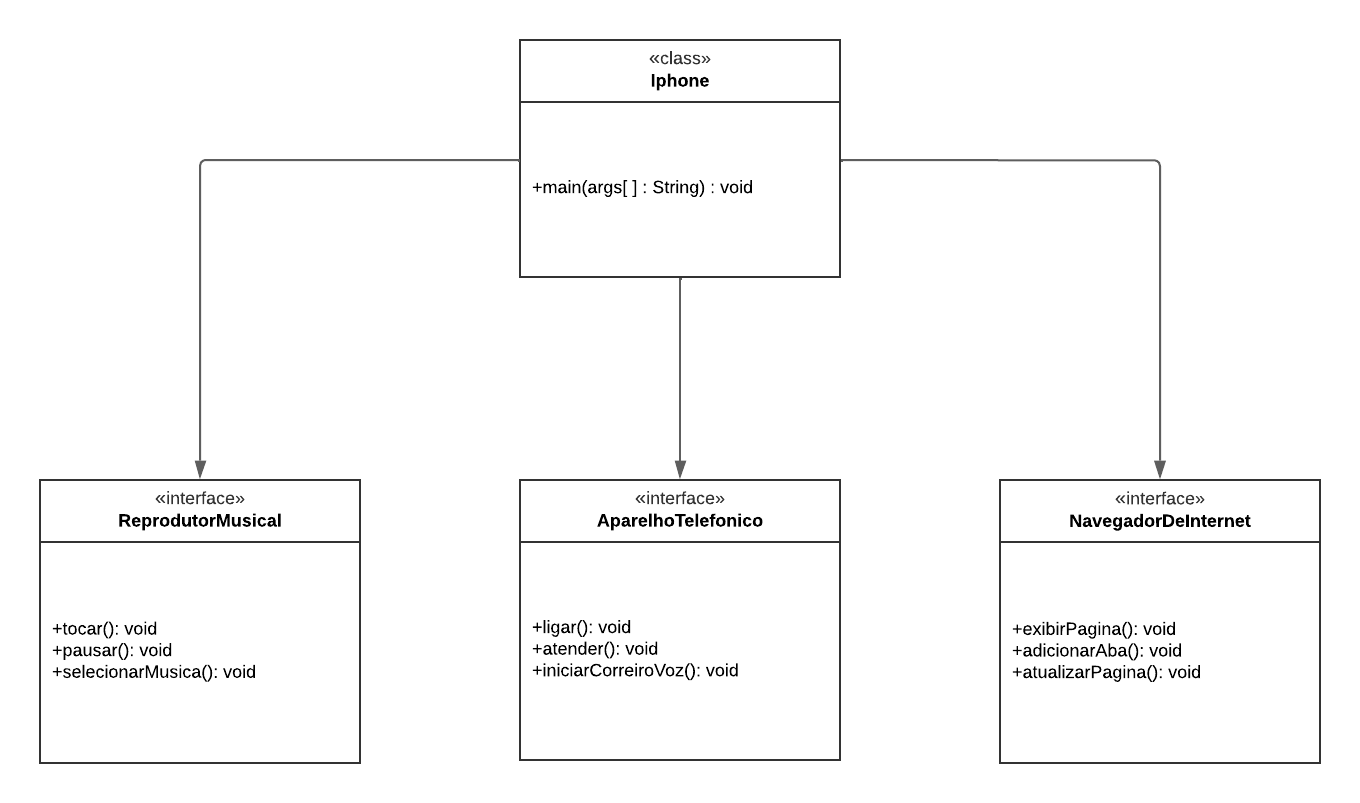 «class»
Iphone
+main(args[ ] : String) : void
«interface»
ReprodutorMusical
+tocar(): void
+pausar(): void
+selecionarMusica(): void
«interface»
AparelhoTelefonico
+ligar(): void
+atender(): void
+iniciarCorreiroVoz(): void
«interface»
NavegadorDeInternet
+exibirPagina(): void
+adicionarAba(): void
+atualizarPagina(): void